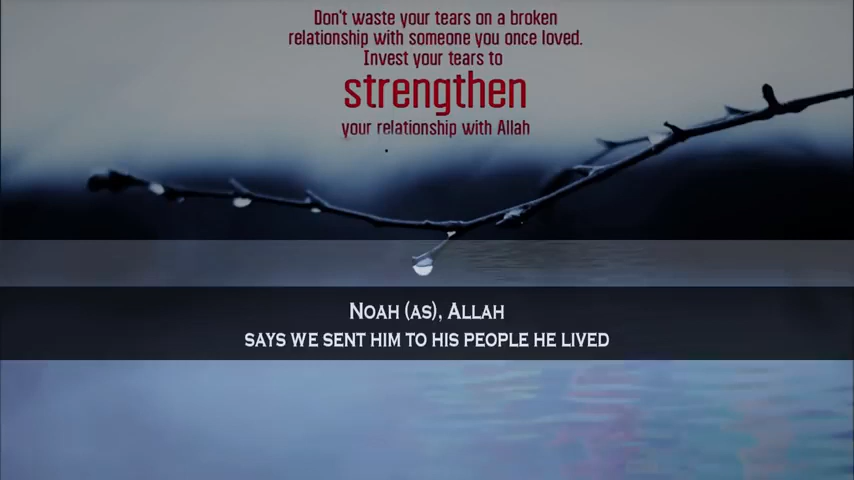 Don't waste your tears on a broken
relationship with someone you once loved.
Invest your tears to
strengthen
your relationship with Allah
NOAH (AS), ALLAH
SAYS WE SENT HIM TO HIS PEOPLE HE LIVED